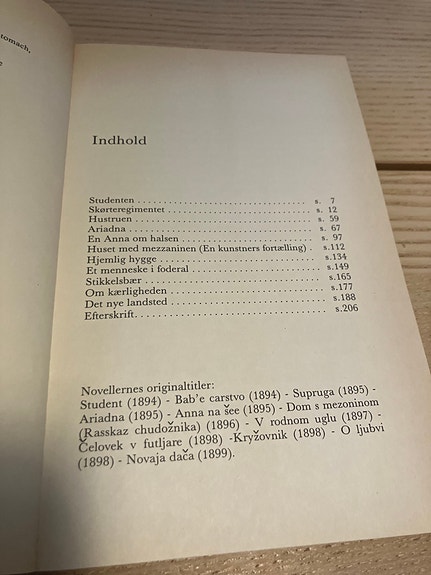 tomach,
Indhold
Studenten . . . . . . . . . . . . . . . . . . . . . . . . . . . . . s. 7
Skørteregimentet . . . . . . . . . . . . . . . . . . . . . . . . s. 12
Hustruen . . . . . . . . . . . . . . . . . . . . . . . . . . . . . . s. 59
Ariadna . . . . . . . . . . . . . . . . . . . . . . . . . . . . . . . s. 67
En Anna om halsen . . . . . . . . . . . . . . . . . . . . . . s. 97
Huset med mezzaninen (En kunstners fortælling) . s.112
Hjemlig hygge . . . . . . . . . . . . . . . . . . . . . . . . . . s.134
Et menneske i foderal . . . . . . . . . . . . . . . . . . . . s.149
Stikkelsbær . . . . . . . . . . . . . . . . . . . . . . . . . . . . s.165
Om kærligheden . . . . . . . . . . . . . . . . . . . . . . . . s.177
Det nye landsted . . . . . . . . . . . . . . . . . . . . . . . . s.188
Efterskrift. . . . . . . . . . . . . . . . . . . . . . . . . . . . . s.206
Novellernes originaltitler:
Student (1894) - Bab'e carstvo (1894) - Supruga (1895) -
Ariadna (1895) - Anna na šee (1895) - Dom s mezoninom
(Rasskaz chudožnika) (1896) - V rodnom uglu (1897) -
Čelovek v futljare (1898) -Kryžovnik (1898) - O ljubvi
(1898) - Novaja dača (1899).